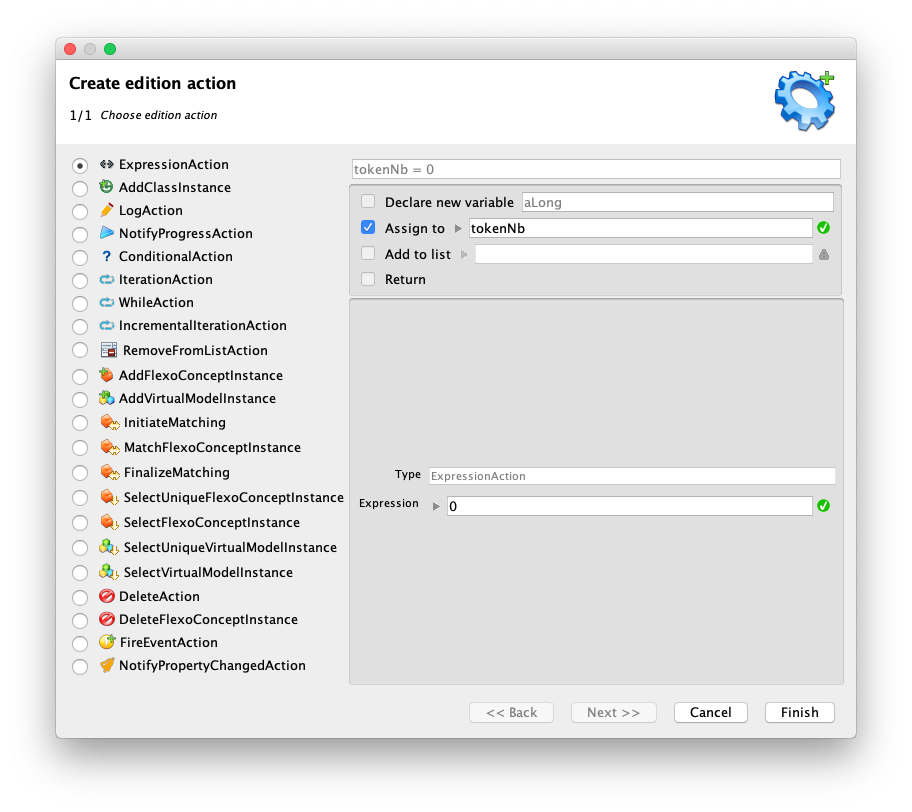 Create edition action
1/1 Choose edition action
ExpressionAction
AddClassInstance
LogAction
NotifyProgressAction
? ConditionalAction
IterationAction
WhileAction
IncrementalIterationAction
RemoveFromListAction
AddFlexoConceptInstance
AddVirtualModelInstance
InitiateMatching
MatchFlexoConceptInstance
FinalizeMatching
SelectUniqueFlexoConceptInstance
SelectFlexoConceptInstance
SelectUniqueVirtualModelInstance
SelectVirtualModelInstance
DeleteAction
DeleteFlexoConceptInstance
FireEventAction
NotifyPropertyChangedAction
tokenNb = 0
Declare new variable aLong
Assign to tokenNb
Add to list
Return
Type ExpressionAction
Expression 0
<< Back Next >> Cancel Finish